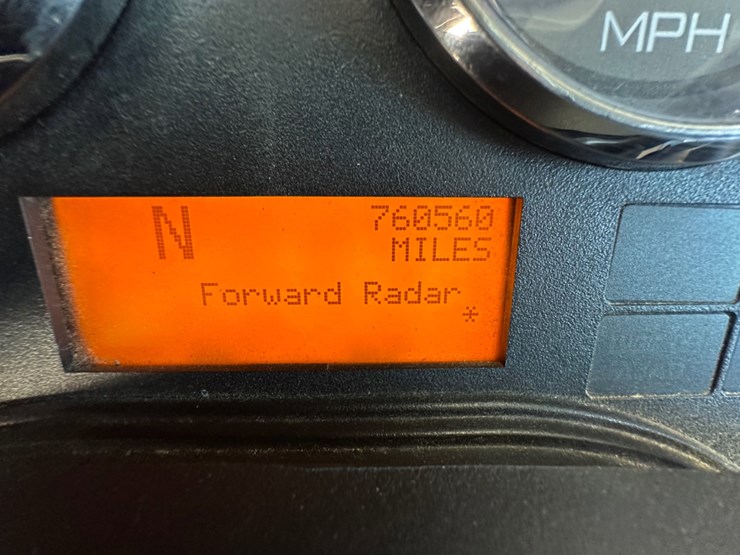 MPH
N 760560
MILES
Forward Radar
*